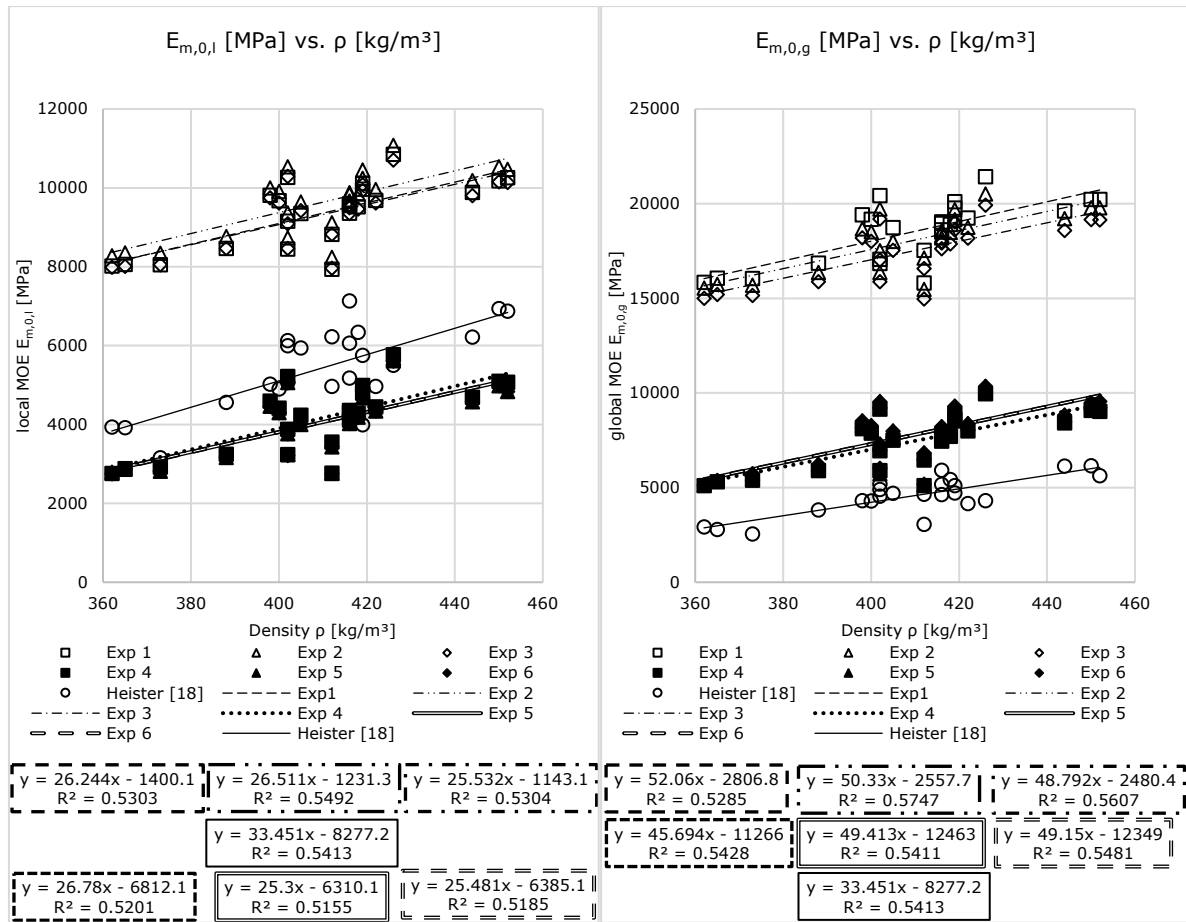 E_m,0,l [MPa] vs. ρ [kg/m³]
local MOE E_m,0,l [MPa]
12000
10000
8000
6000
4000
2000
0
360 380 400 420 440 460
Density ρ [kg/m³]
Exp 1 Exp 2 Exp 3
Exp 4 Exp 5 Exp 6
Heister [18] Exp1 Exp 2
Exp 3 Exp 4 Exp 5
Exp 6 Heister [18]
y = 26.244x - 1400.1
R² = 0.5303
y = 26.511x - 1231.3
R² = 0.5492
y = 25.532x - 1143.1
R² = 0.5304
y = 33.451x - 8277.2
R² = 0.5413
y = 26.78x - 6812.1
R² = 0.5201
y = 25.3x - 6310.1
R² = 0.5155
y = 25.481x - 6385.1
R² = 0.5185
E_m,0,g [MPa] vs. ρ [kg/m³]
global MOE E_m,0,g [MPa]
25000
20000
15000
10000
5000
0
360 380 400 420 440 460
Density ρ [kg/m³]
Exp 1 Exp 2 Exp 3
Exp 4 Exp 5 Exp 6
Heister [18] Exp1 Exp 2
Exp 3 Exp 4 Exp 5
Exp 6 Heister [18]
y = 52.06x - 2806.8
R² = 0.5285
y = 50.33x - 2557.7
R² = 0.5747
y = 48.792x - 2480.4
R² = 0.5607
y = 45.694x - 11266
R² = 0.5428
y = 49.413x - 12463
R² = 0.5411
y = 49.15x - 12349
R² = 0.5481
y = 33.451x - 8277.2
R² = 0.5413